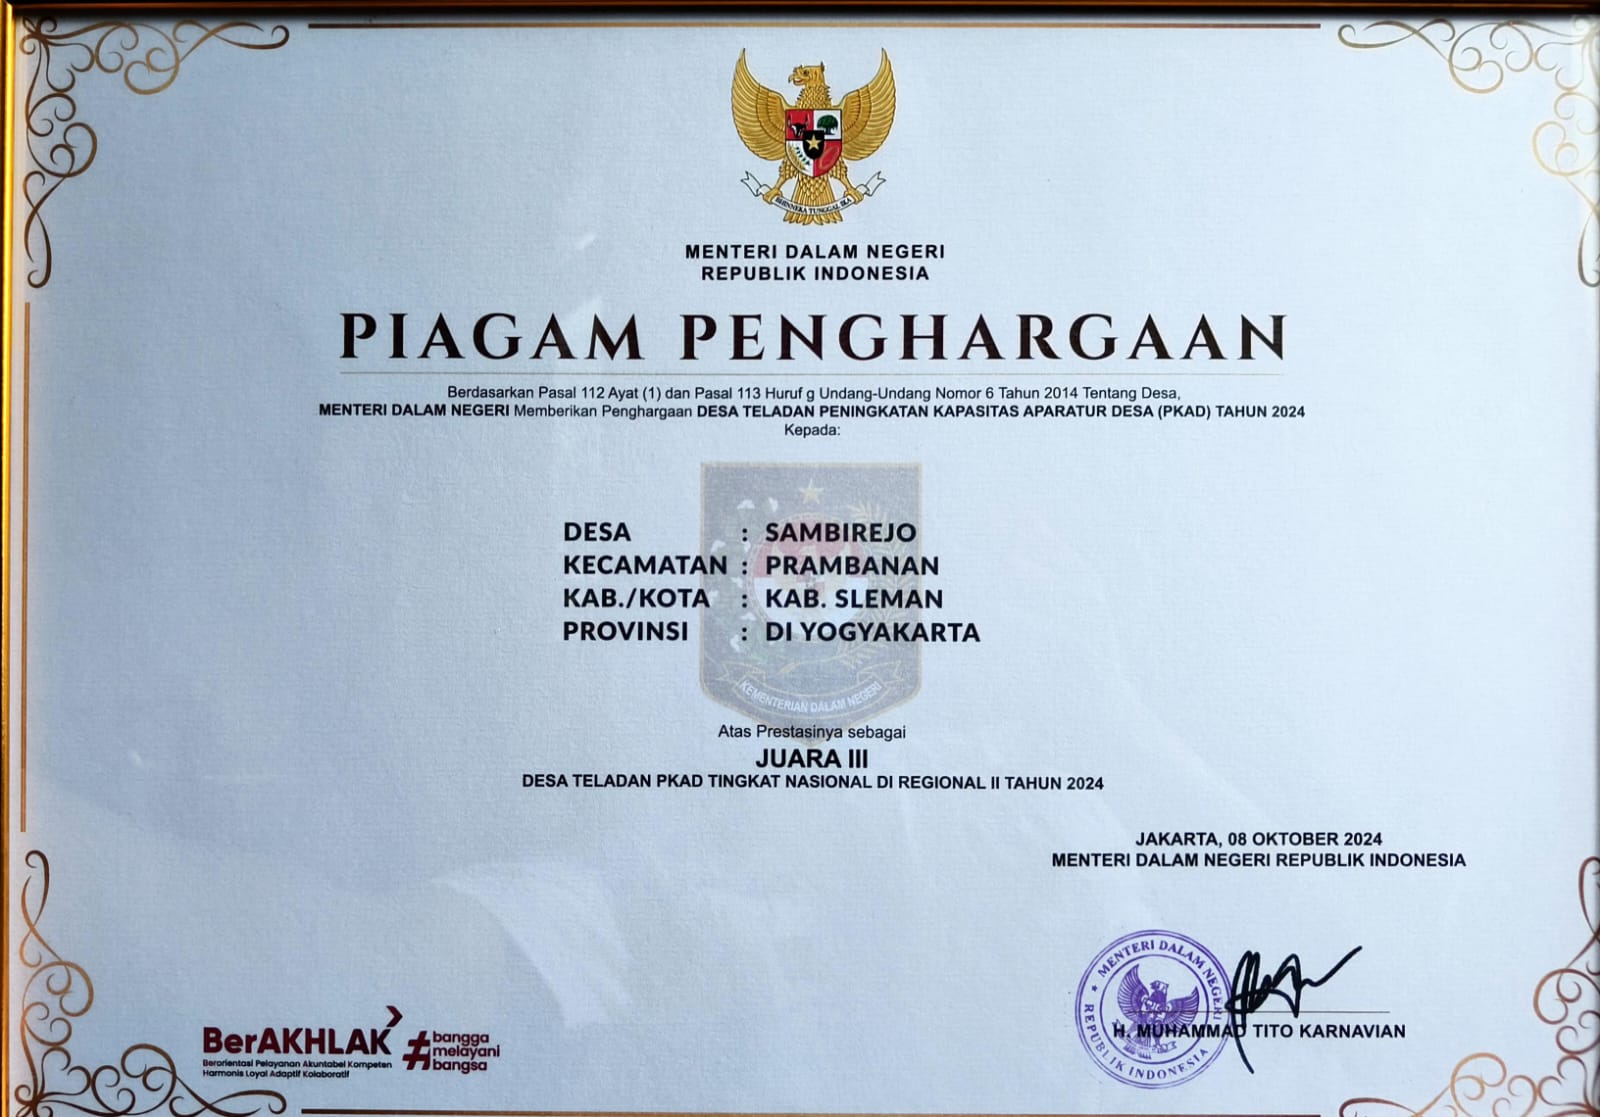 BHINNEKA TUNGGAL IKA
MENTERI DALAM NEGERI
REPUBLIK INDONESIA
PIAGAM PENGHARGAAN
Berdasarkan Pasal 112 Ayat (1) dan Pasal 113 Huruf g Undang-Undang Nomor 6 Tahun 2014 Tentang Desa,
MENTERI DALAM NEGERI Memberikan Penghargaan DESA TELADAN PENINGKATAN KAPASITAS APARATUR DESA (PKAD) TAHUN 2024
Kepada:
DESA : SAMBIREJO
KECAMATAN : PRAMBANAN
KAB./KOTA : KAB. SLEMAN
PROVINSI : DI YOGYAKARTA
KEMENTERIAN DALAM NEGERI
Atas Prestasinya sebagai
JUARA III
DESA TELADAN PKAD TINGKAT NASIONAL DI REGIONAL II TAHUN 2024
JAKARTA, 08 OKTOBER 2024
MENTERI DALAM NEGERI REPUBLIK INDONESIA
MENTERI DALAM NEGERI
REPUBLIK INDONESIA
H. MUHAMMAD TITO KARNAVIAN
BerAKHLAK
Berorientasi Pelayanan Akuntabel Kompeten
Harmonis Loyal Adaptif Kolaboratif
#bangga
melayani
bangsa